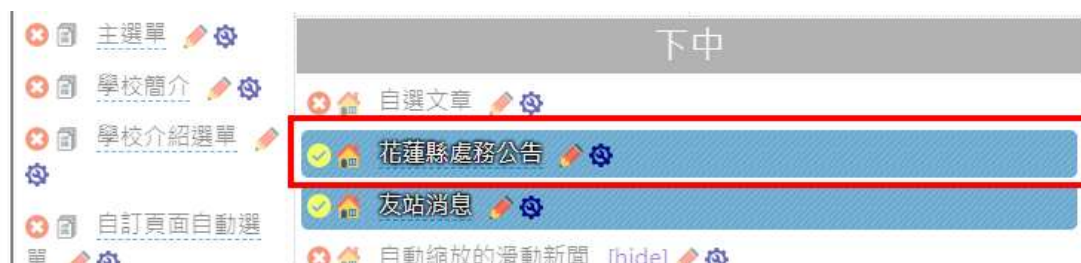 主選單
學校簡介
學校介紹選單
自訂頁面自動選
單
下中
自選文章
花蓮縣處務公告
友站消息
自動縮放的滑動新聞 [hide]